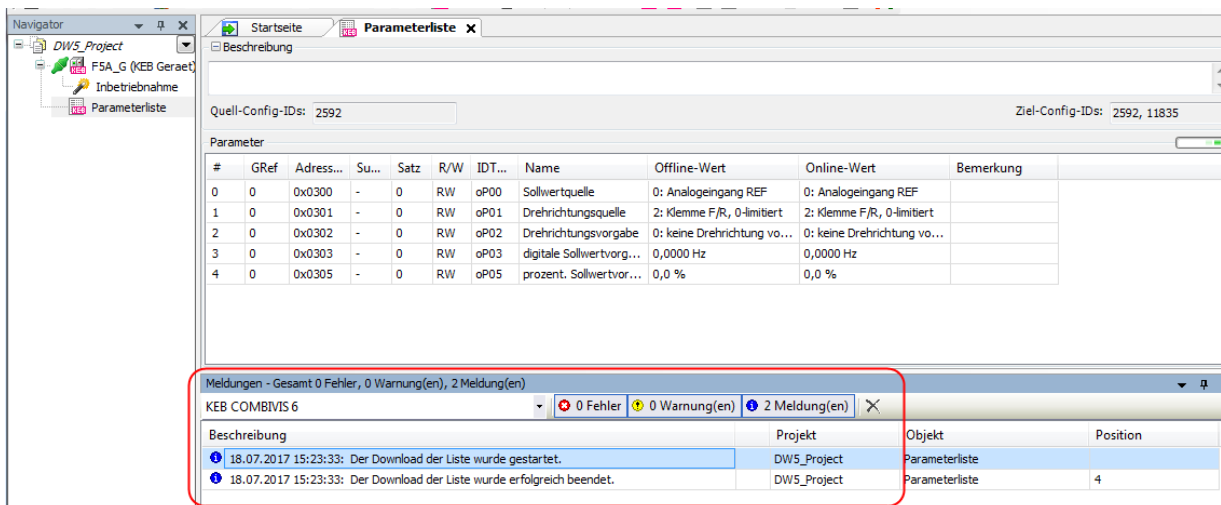 Navigator
Startseite Parameterliste
DW5_Project
Beschreibung
F5A_G (KEB Geraet)
Inbetriebnahme
Parameterliste
Quell-Config-IDs: 2592 Ziel-Config-IDs: 2592, 11835
Parameter
# GRef Adress... Su... Satz R/W IDT... Name Offline-Wert Online-Wert Bemerkung
0 0 0x0300 - 0 RW oP00 Sollwertquelle 0: Analogeingang REF 0: Analogeingang REF
1 0 0x0301 - 0 RW oP01 Drehrichtungsquelle 2: Klemme F/R, 0-limitiert 2: Klemme F/R, 0-limitiert
2 0 0x0302 - 0 RW oP02 Drehrichtungsvorgabe 0: keine Drehrichtung vo... 0: keine Drehrichtung vo...
3 0 0x0303 - 0 RW oP03 digitale Sollwertvorg... 0,0000 Hz 0,0000 Hz
4 0 0x0305 - 0 RW oP05 prozent. Sollwertvor... 0,0 % 0,0 %
Meldungen - Gesamt 0 Fehler, 0 Warnung(en), 2 Meldung(en)
KEB COMBIVIS 6 0 Fehler 0 Warnung(en) 2 Meldung(en)
Beschreibung Projekt Objekt Position
18.07.2017 15:23:33: Der Download der Liste wurde gestartet. DW5_Project Parameterliste
18.07.2017 15:23:33: Der Download der Liste wurde erfolgreich beendet. DW5_Project Parameterliste 4